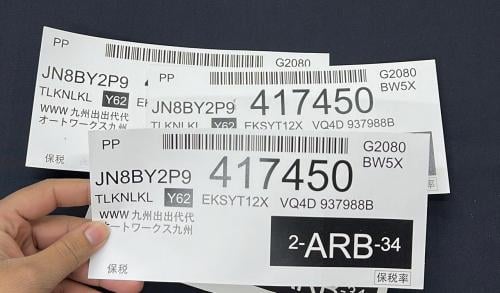 PP
G2080
JN8BY2P9
TLKNLKL Y62
WWW 九州出出代代
オートワークス九州
保税
PP
G2080
BW5X
JN8BY2P9 417450
TLKNLKL Y62 EKSYT12X VQ4D 937988B
PP
G2080
BW5X
JN8BY2P9 417450
TLKNLKL Y62 EKSYT12X VQ4D 937988B
WWW 九州出出代代
オートワークス九州
2-ARB-34
保税
保税率